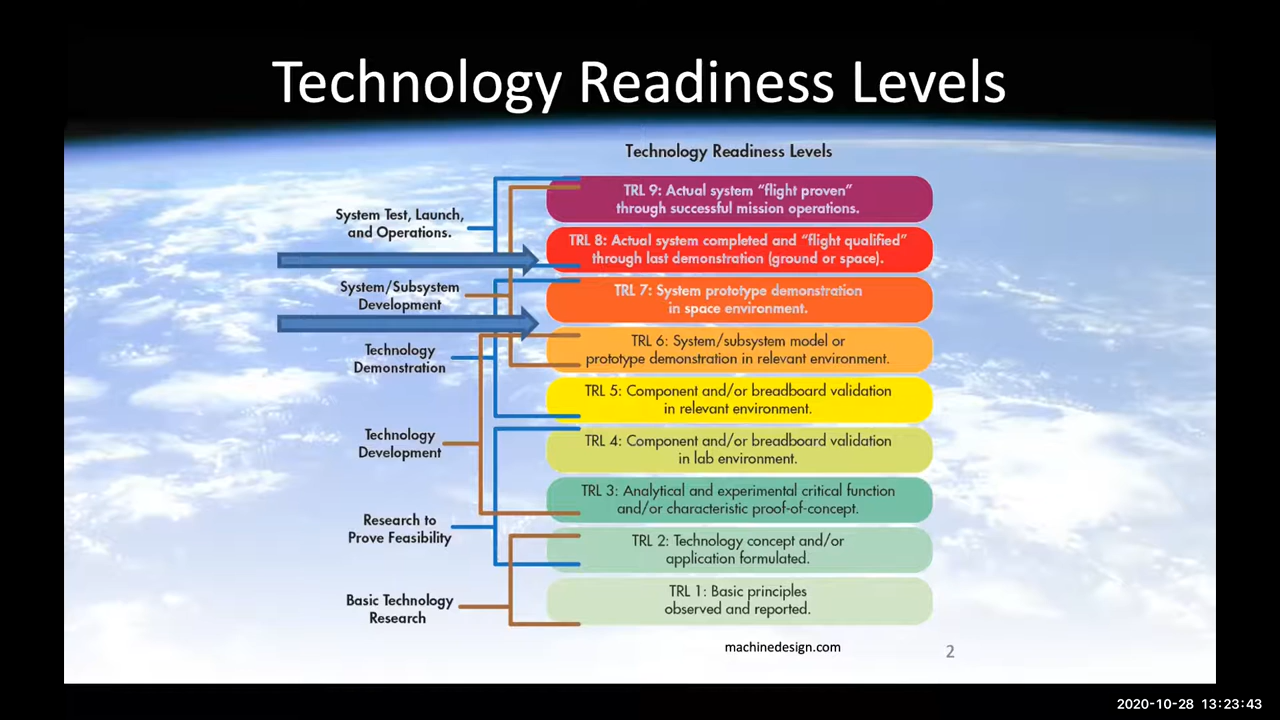 Technology Readiness Levels
Technology Readiness Levels
System Test, Launch,
and Operations.
System/Subsystem
Development
Technology
Demonstration
Technology
Development
Research to
Prove Feasibility
Basic Technology
Research
TRL 9: Actual system “flight proven”
through successful mission operations.
TRL 8: Actual system completed and “flight qualified”
through last demonstration (ground or space).
TRL 7: System prototype demonstration
in space environment.
TRL 6: System/subsystem model or
prototype demonstration in relevant environment.
TRL 5: Component and/or breadboard validation
in relevant environment.
TRL 4: Component and/or breadboard validation
in lab environment.
TRL 3: Analytical and experimental critical function
and/or characteristic proof-of-concept.
TRL 2: Technology concept and/or
application formulated.
TRL 1: Basic principles
observed and reported.
machinedesign.com
2
2020-10-28 13:23:43